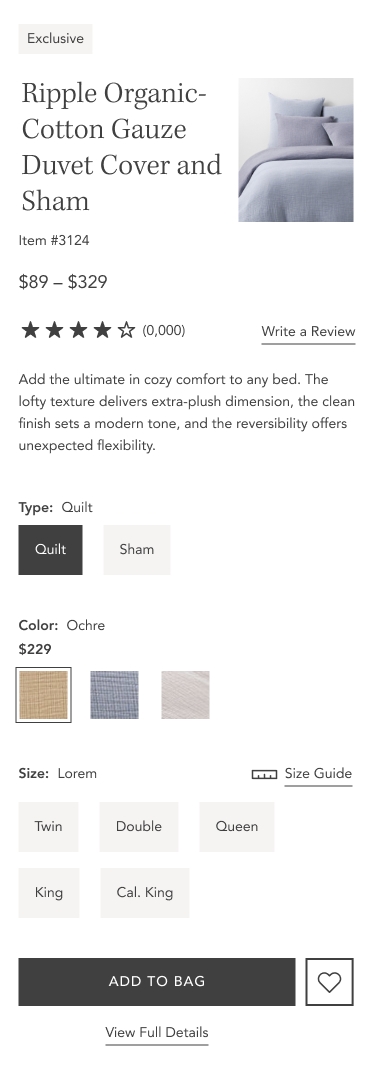 Exclusive
Ripple Organic-
Cotton Gauze
Duvet Cover and
Sham
Item #3124
$89 – $329
(0,000)
Write a Review
Add the ultimate in cozy comfort to any bed. The
lofty texture delivers extra-plush dimension, the clean
finish sets a modern tone, and the reversibility offers
unexpected flexibility.
Type: Quilt
Quilt Sham
Color: Ochre
$229
Size: Lorem
Size Guide
Twin Double Queen
King Cal. King
ADD TO BAG
View Full Details